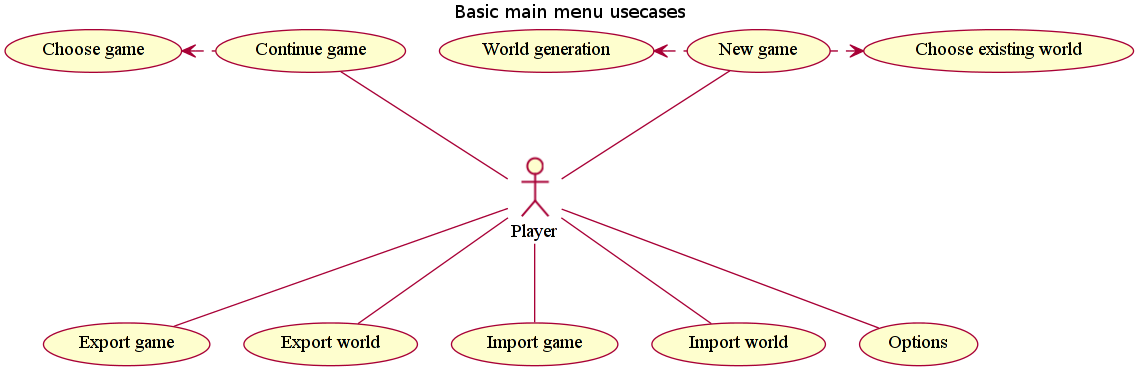 Basic main menu usecases
Choose game
Continue game
World generation
New game
Choose existing world
Player
Export game
Export world
Import game
Import world
Options